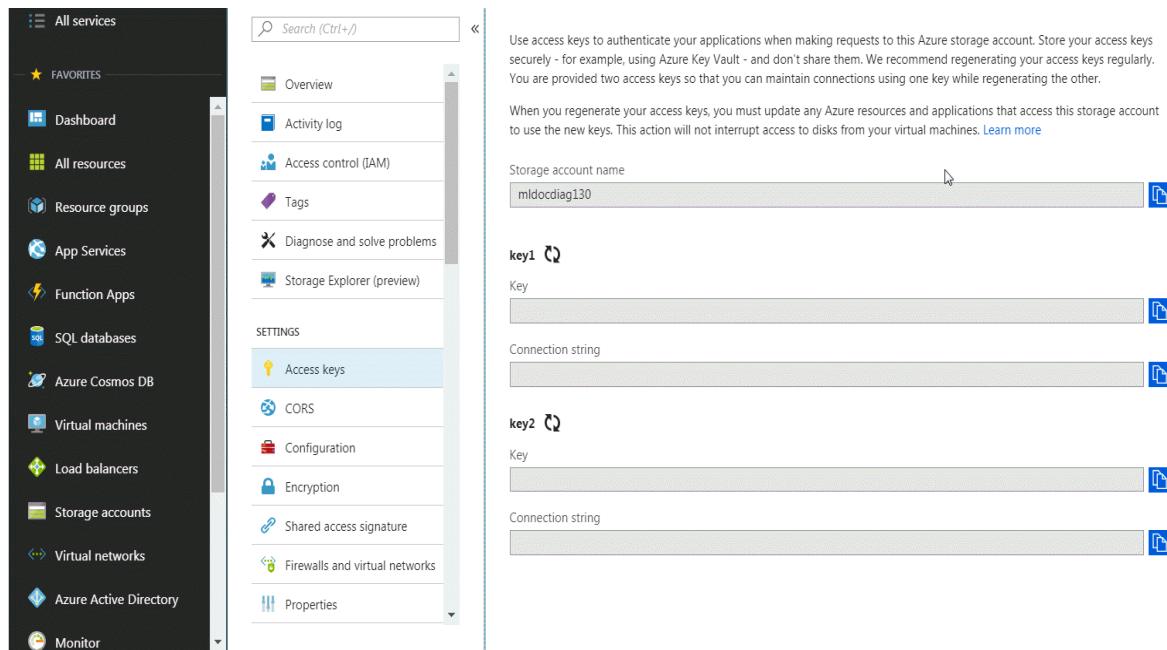 All services
FAVORITES
Dashboard
All resources
Resource groups
App Services
Function Apps
SQL databases
Azure Cosmos DB
Virtual machines
Load balancers
Storage accounts
Virtual networks
Azure Active Directory
Monitor
Search (Ctrl+/)
«
Overview
Activity log
Access control (IAM)
Tags
Diagnose and solve problems
Storage Explorer (preview)
SETTINGS
Access keys
CORS
Configuration
Encryption
Shared access signature
Firewalls and virtual networks
Properties
Use access keys to authenticate your applications when making requests to this Azure storage account. Store your access keys
securely - for example, using Azure Key Vault - and don't share them. We recommend regenerating your access keys regularly.
You are provided two access keys so that you can maintain connections using one key while regenerating the other.
When you regenerate your access keys, you must update any Azure resources and applications that access this storage account
to use the new keys. This action will not interrupt access to disks from your virtual machines. Learn more
Storage account name
mldocdiag130
key1
Key
Connection string
key2
Key
Connection string